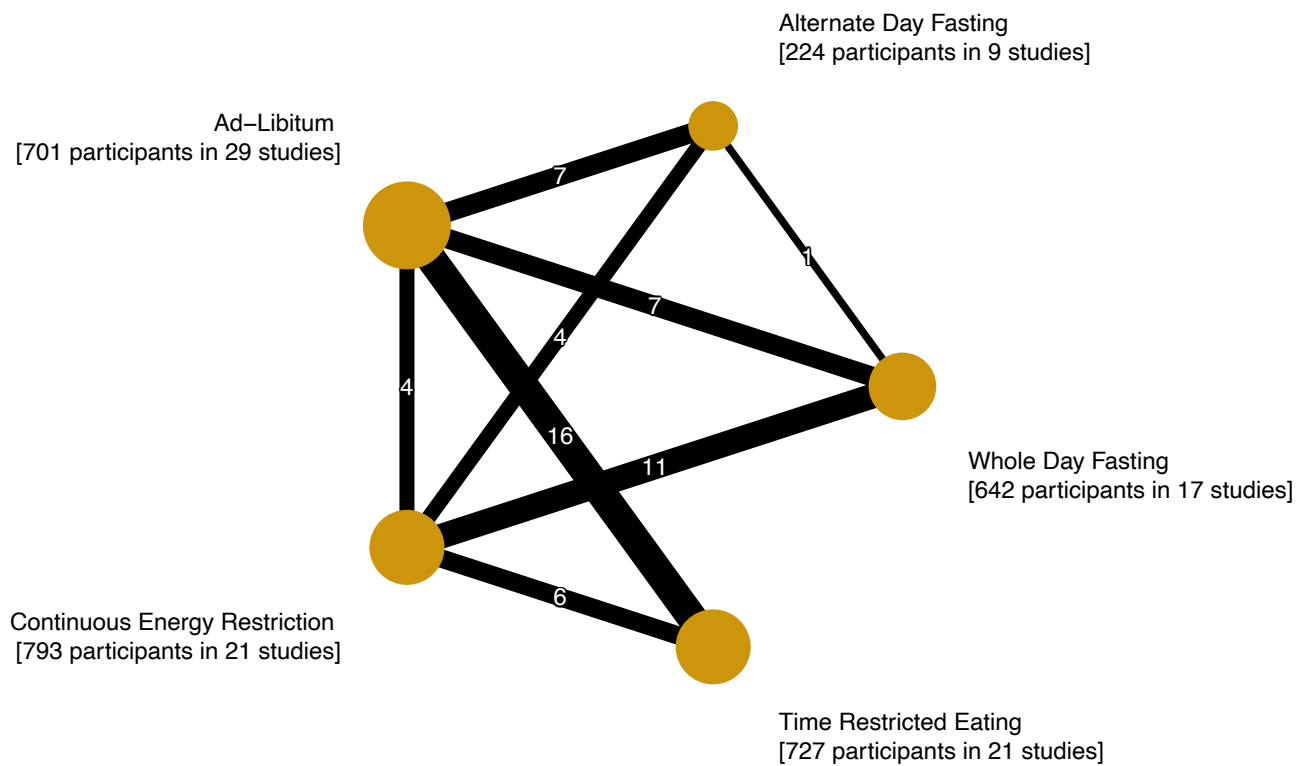 Alternate Day Fasting
[224 participants in 9 studies]
Ad−Libitum
[701 participants in 29 studies]
7
1
7
4
4
16
11
Whole Day Fasting
[642 participants in 17 studies]
6
Continuous Energy Restriction
[793 participants in 21 studies]
Time Restricted Eating
[727 participants in 21 studies]